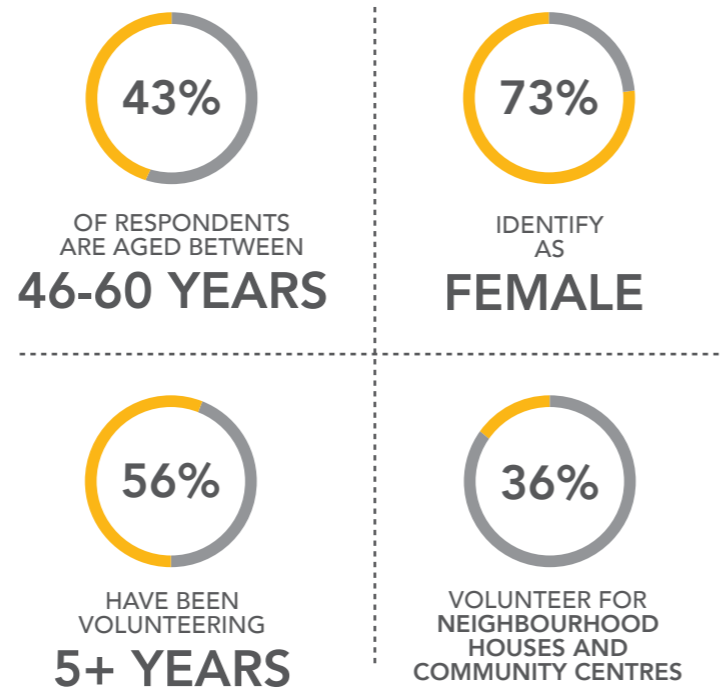 43%
OF RESPONDENTS
ARE AGED BETWEEN
46-60 YEARS
73%
IDENTIFY
AS
FEMALE
56%
HAVE BEEN
VOLUNTEERING
5+ YEARS
36%
VOLUNTEER FOR
NEIGHBOURHOOD
HOUSES AND
COMMUNITY CENTRES